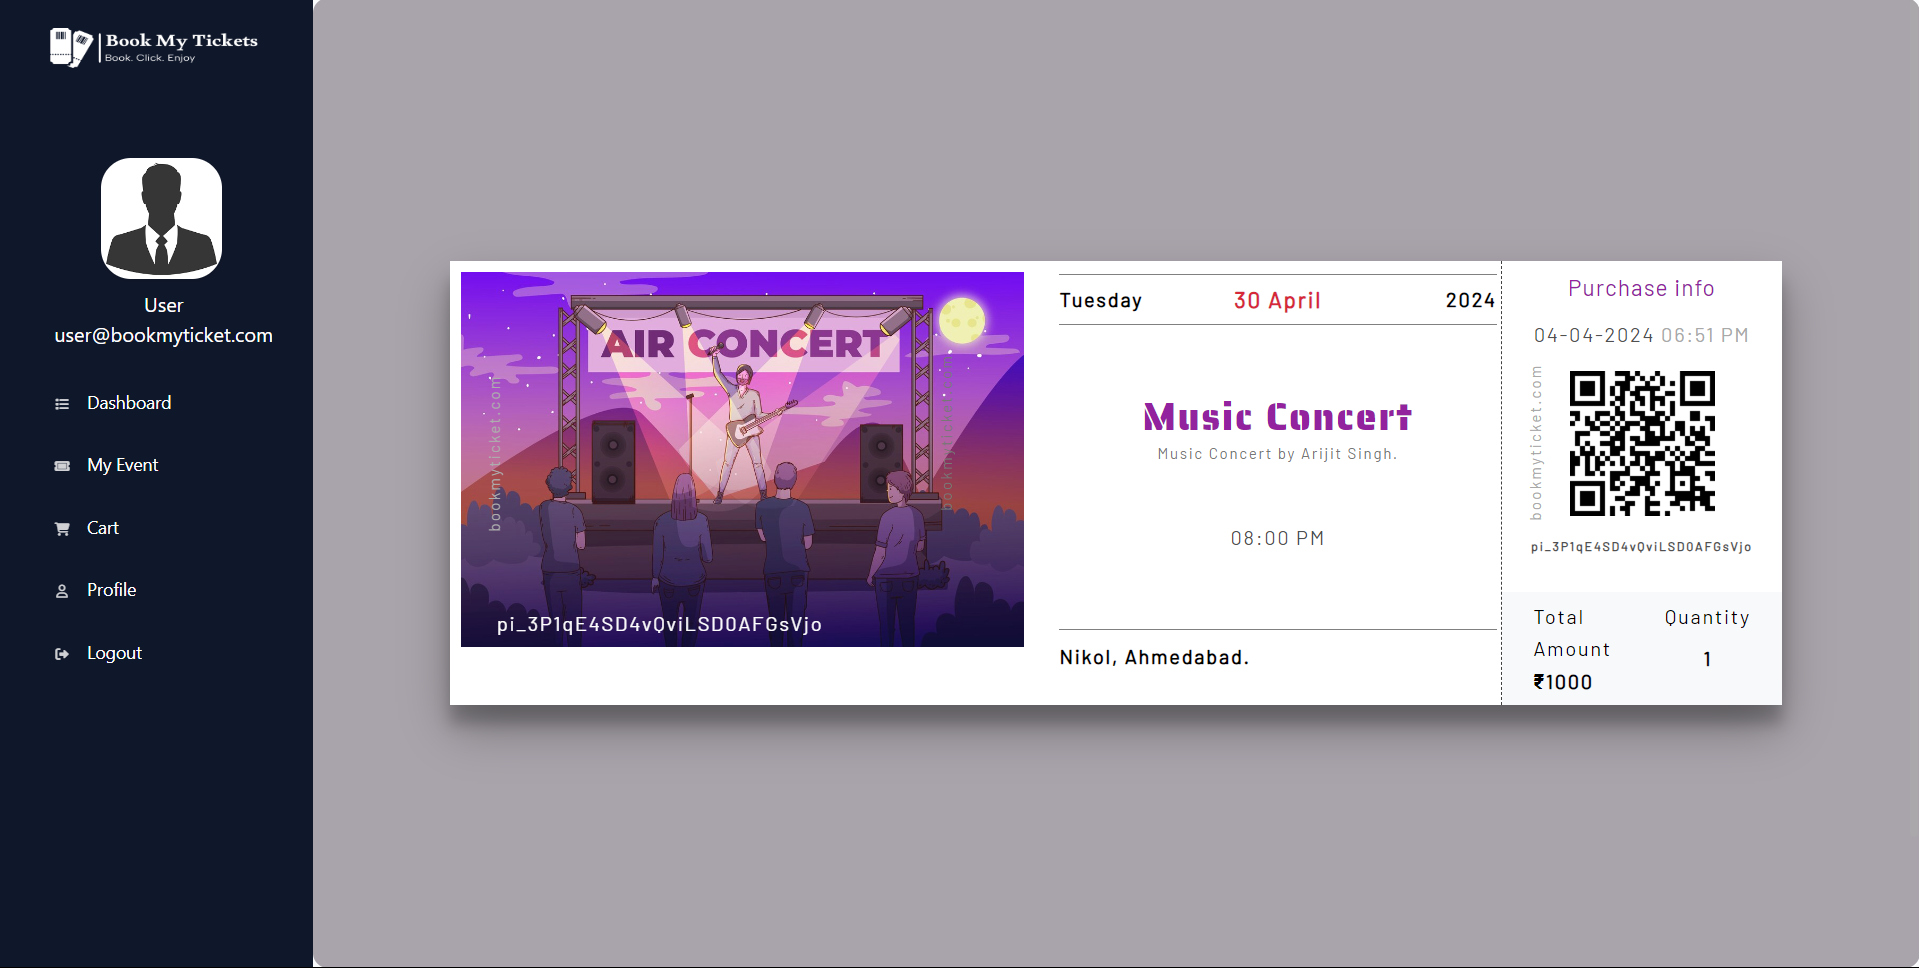 Book My Tickets
Book. Click. Enjoy
User
user@bookmyticket.com
Dashboard
My Event
Cart
Profile
Logout
AIR CONCERT
bookmyticket.com
bookmyticket.com
pi_3P1qE4SD4vQviLSD0AFGsVjo
Tuesday 30 April 2024
Music Concert
Music Concert by Arijit Singh.
08:00 PM
Nikol, Ahmedabad.
Purchase info
04-04-2024 06:51 PM
bookmyticket.com
pi_3P1qE4SD4vQviLSD0AFGsVjo
Total Amount
₹1000
Quantity
1